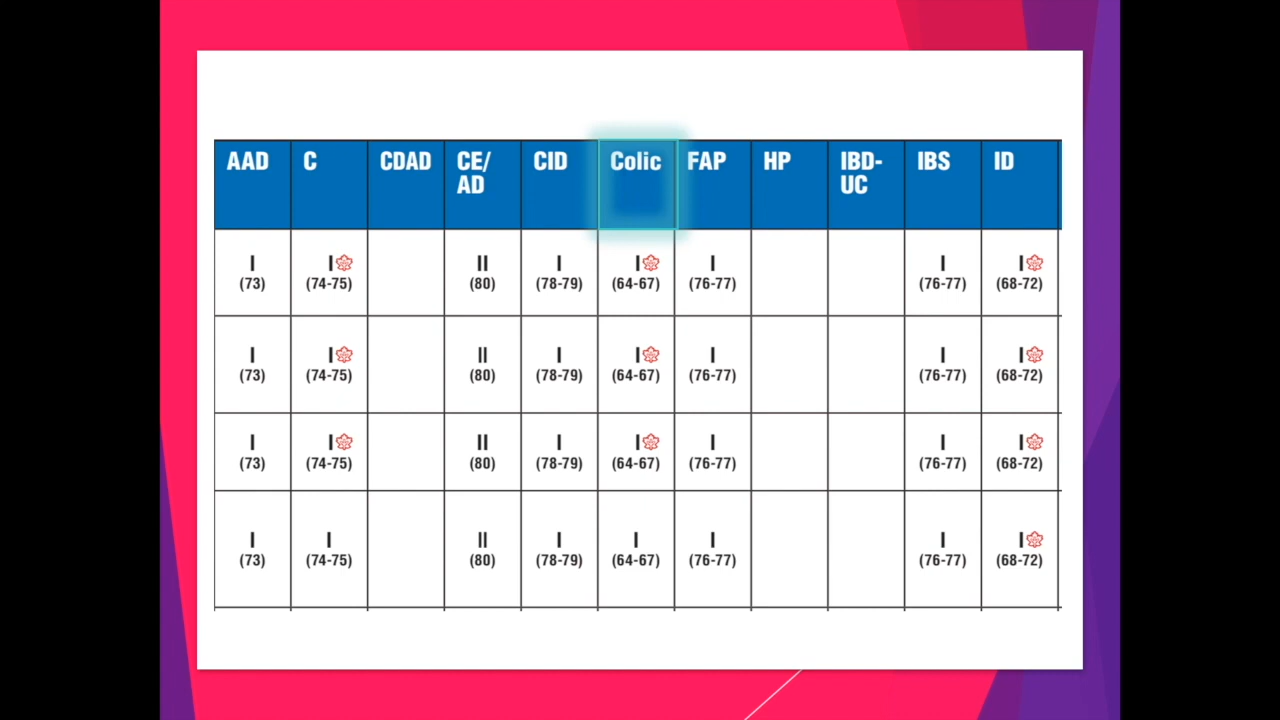 AAD C CDAD CE/ CID Colic FAP HP IBD- IBS ID
AD UC
I I II I I I I I
(73) (74-75) (80) (78-79) (64-67) (76-77) (76-77) (68-72)
I I II I I I I I
(73) (74-75) (80) (78-79) (64-67) (76-77) (76-77) (68-72)
I I II I I I I I
(73) (74-75) (80) (78-79) (64-67) (76-77) (76-77) (68-72)
I I II I I I I I
(73) (74-75) (80) (78-79) (64-67) (76-77) (76-77) (68-72)